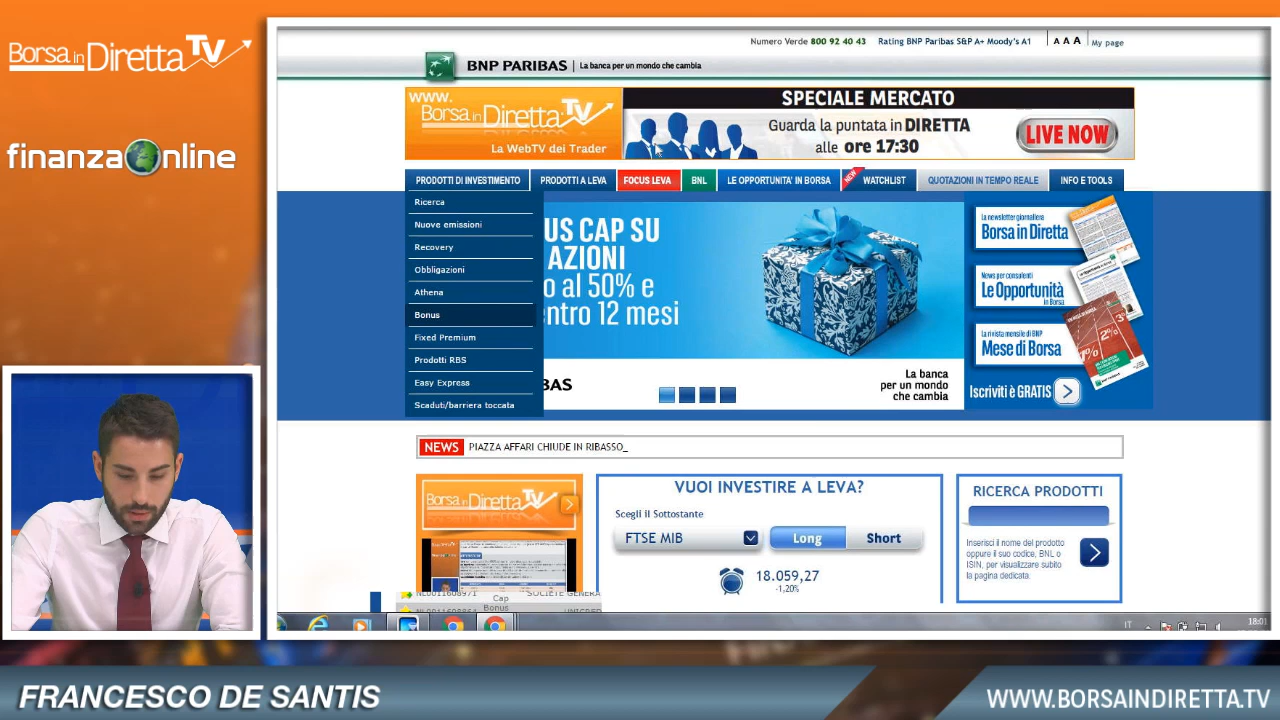 Borsa in Diretta TV
finanza online
Numero Verde 800 92 40 43
Rating BNP Paribas S&P A+ Moody's A1
A A A
My page
BNP PARIBAS | La banca per un mondo che cambia
www.
Borsa in Diretta TV
La WebTV dei Trader
SPECIALE MERCATO
Guarda la puntata in DIRETTA
alle ore 17:30
LIVE NOW
PRODOTTI DI INVESTIMENTO
PRODOTTI A LEVA
FOCUS LEVA
BNL
LE OPPORTUNITA' IN BORSA
NEW
WATCHLIST
QUOTAZIONI IN TEMPO REALE
INFO E TOOLS
Ricerca
Nuove emissioni
Recovery
Obbligazioni
Athena
Bonus
Fixed Premium
Prodotti RBS
Easy Express
Scaduti/barriera toccata
US CAP SU
AZIONI
o al 50% e
entro 12 mesi
BAS
La banca
per un mondo
che cambia
La newsletter giornaliera
Borsa in Diretta
News per consulenti
Le Opportunità
in Borsa
La rivista mensile di BNP
Mese di Borsa
Iscriviti è GRATIS
NEWS
PIAZZA AFFARI CHIUDE IN RIBASSO_
Borsa in Diretta TV
VUOI INVESTIRE A LEVA?
Scegli il Sottostante
FTSE MIB
Long
Short
18.059,27
-1,20%
RICERCA PRODOTTI
Inserisci il nome del prodotto
oppure il suo codice, BNL o
ISIN, per visualizzare subito
la pagina dedicata.
NL0011608971
Cap
Bonus
SOCIETE GENERA
UNICRED
IT
18:01
FRANCESCO DE SANTIS
WWW.BORSAINDIRETTA.TV